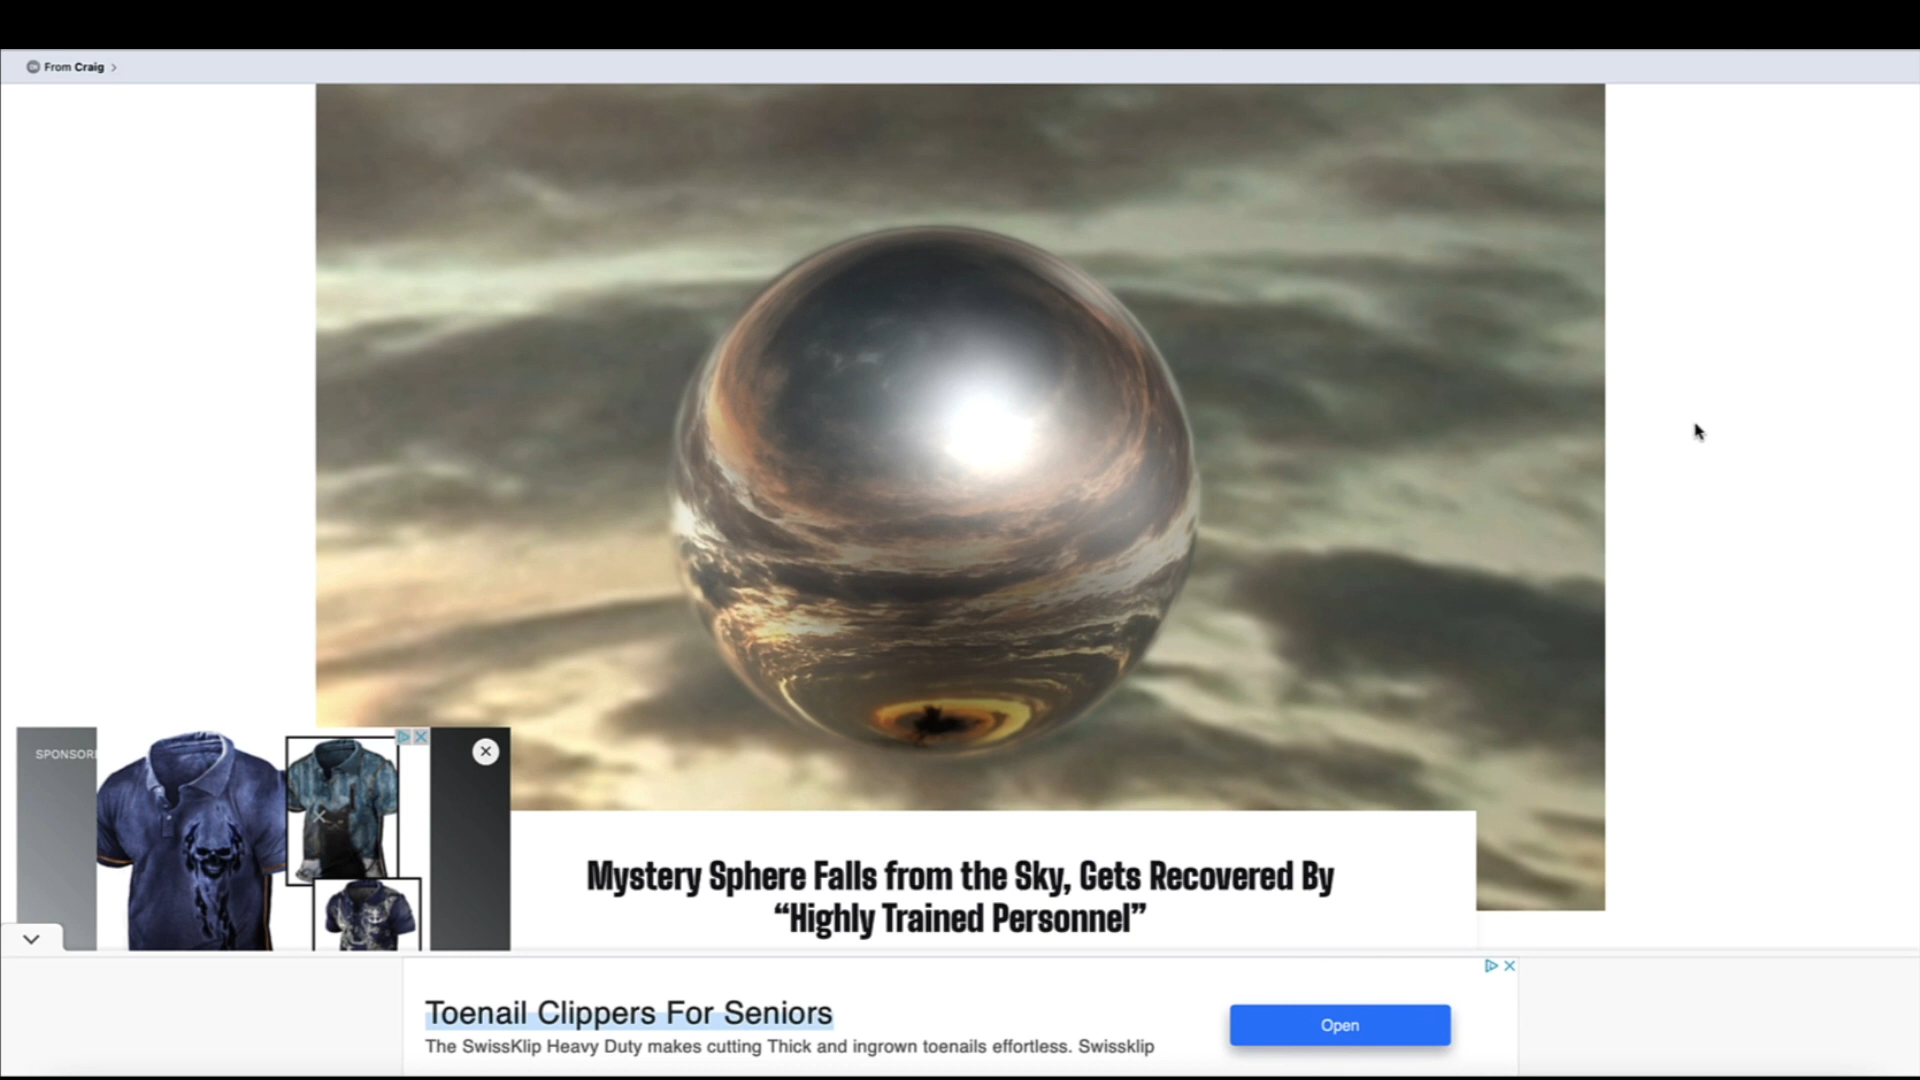 From Craig
SPONSOR
Mystery Sphere Falls from the Sky, Gets Recovered By
“Highly Trained Personnel”
Toenail Clippers For Seniors
The SwissKlip Heavy Duty makes cutting Thick and ingrown toenails effortless. Swissklip
Open